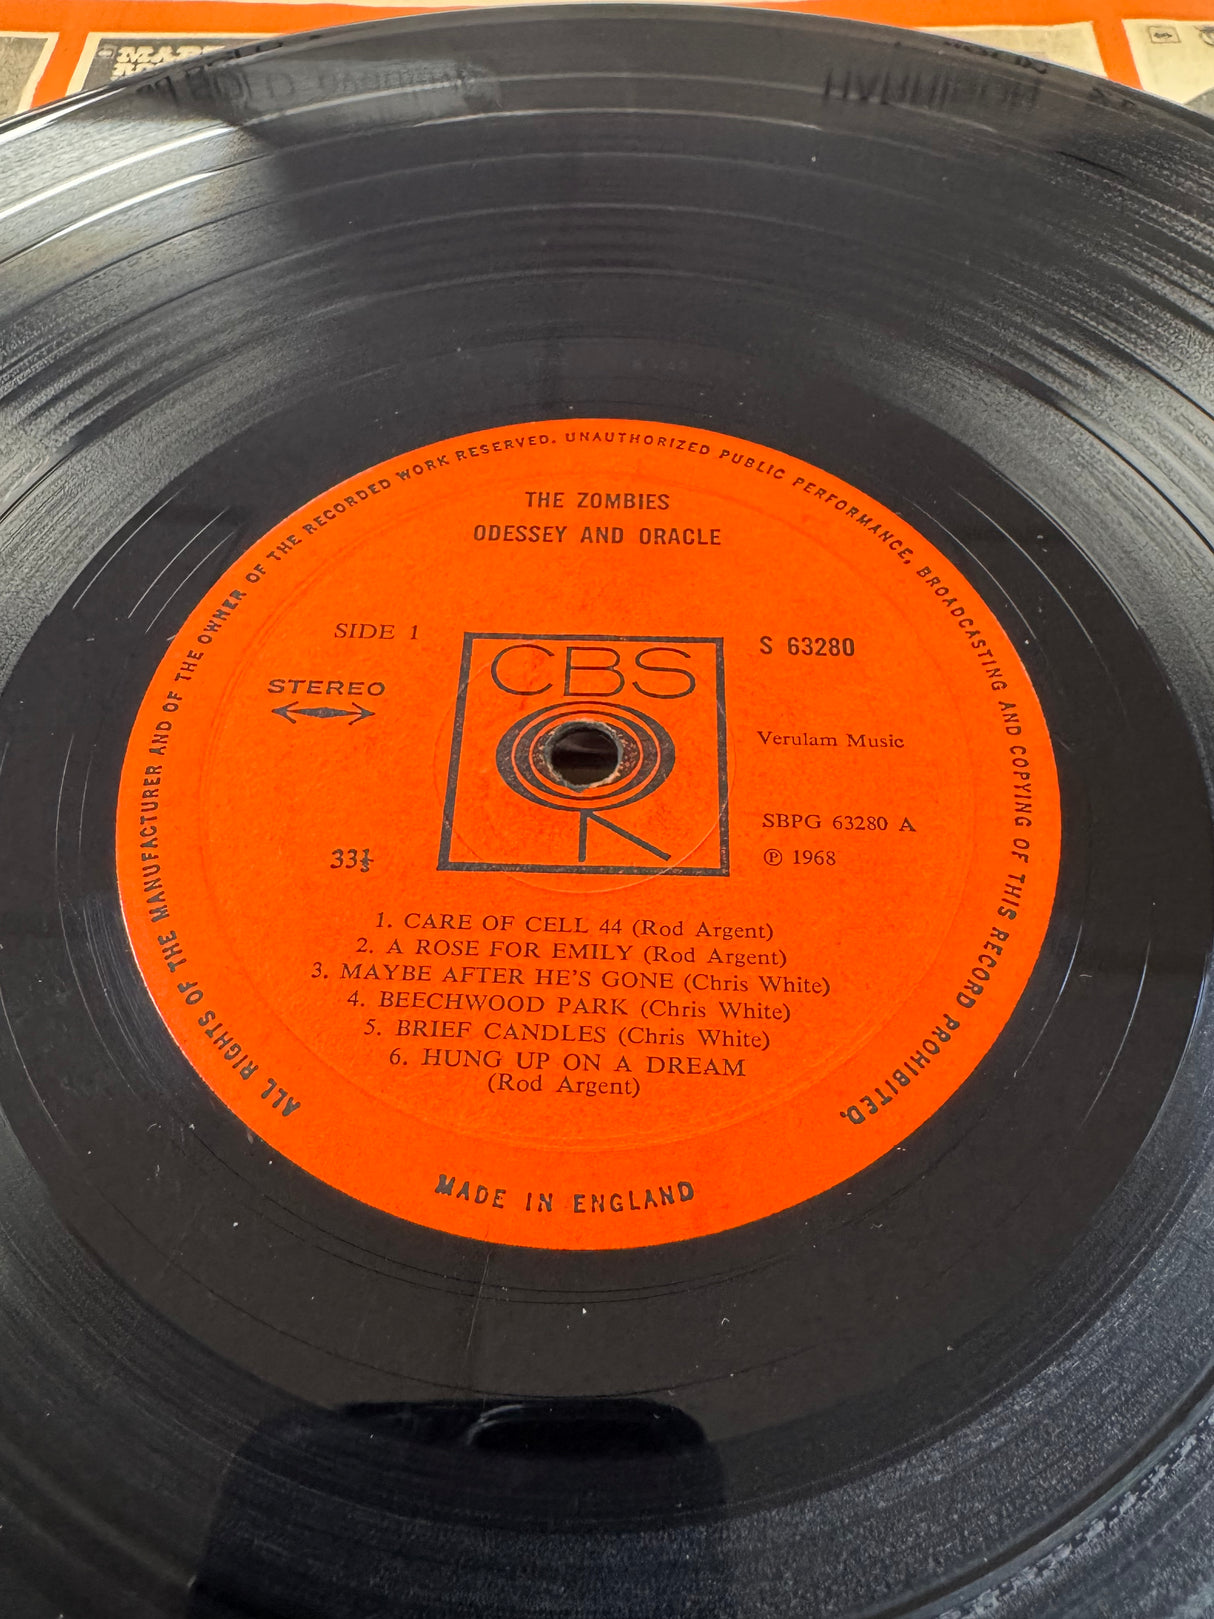 ALL RIGHTS OF THE MANUFACTURER AND OF THE OWNER OF THE RECORDED WORK RESERVED. UNAUTHORIZED PUBLIC PERFORMANCE, BROADCASTING AND COPYING OF THIS RECORD PROHIBITED.
THE ZOMBIES
ODESSEY AND ORACLE
SIDE 1
STEREO
33⅓
CBS
S 63280
Verulam Music
SBPG 63280 A
℗ 1968
1. CARE OF CELL 44 (Rod Argent)
2. A ROSE FOR EMILY (Rod Argent)
3. MAYBE AFTER HE'S GONE (Chris White)
4. BEECHWOOD PARK (Chris White)
5. BRIEF CANDLES (Chris White)
6. HUNG UP ON A DREAM
(Rod Argent)
MADE IN ENGLAND